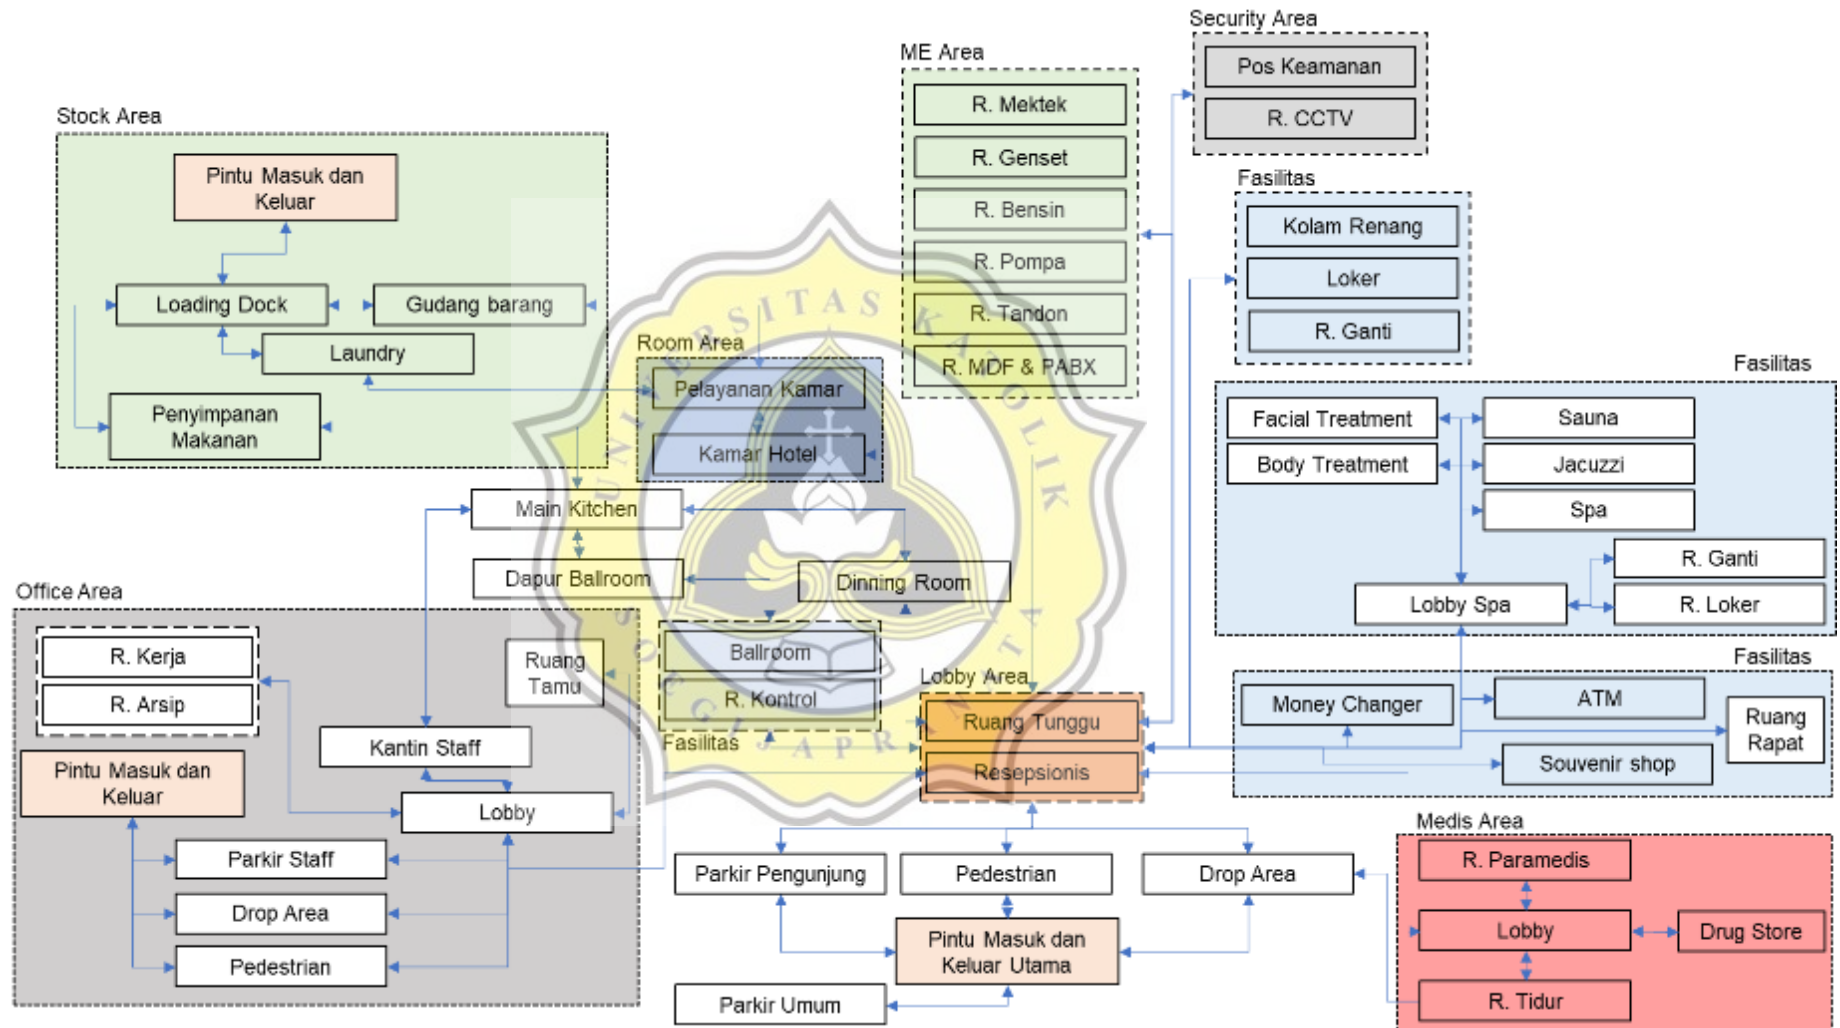 Security Area
Pos Keamanan
R. CCTV
ME Area
R. Mektek
R. Genset
R. Bensin
R. Pompa
R. Tandon
R. MDF & PABX
Stock Area
Pintu Masuk dan
Keluar
Loading Dock
Gudang barang
Laundry
Penyimpanan
Makanan
Fasilitas
Kolam Renang
Loker
R. Ganti
Room Area
Pelayanan Kamar
Kamar Hotel
Fasilitas
Facial Treatment
Sauna
Body Treatment
Jacuzzi
Spa
R. Ganti
Lobby Spa
R. Loker
Main Kitchen
Dapur Ballroom
Dinning Room
Ballroom
R. Kontrol
Fasilitas
Office Area
R. Kerja
R. Arsip
Ruang
Tamu
Kantin Staff
Pintu Masuk dan
Keluar
Lobby
Parkir Staff
Drop Area
Pedestrian
Lobby Area
Ruang Tunggu
Resepsionis
Fasilitas
Money Changer
ATM
Ruang
Rapat
Souvenir shop
Parkir Pengunjung
Pedestrian
Drop Area
Pintu Masuk dan
Keluar Utama
Parkir Umum
Medis Area
R. Paramedis
Lobby
Drug Store
R. Tidur
UNIVERSITAS KATOLIK
SOEGIJAPRANATA